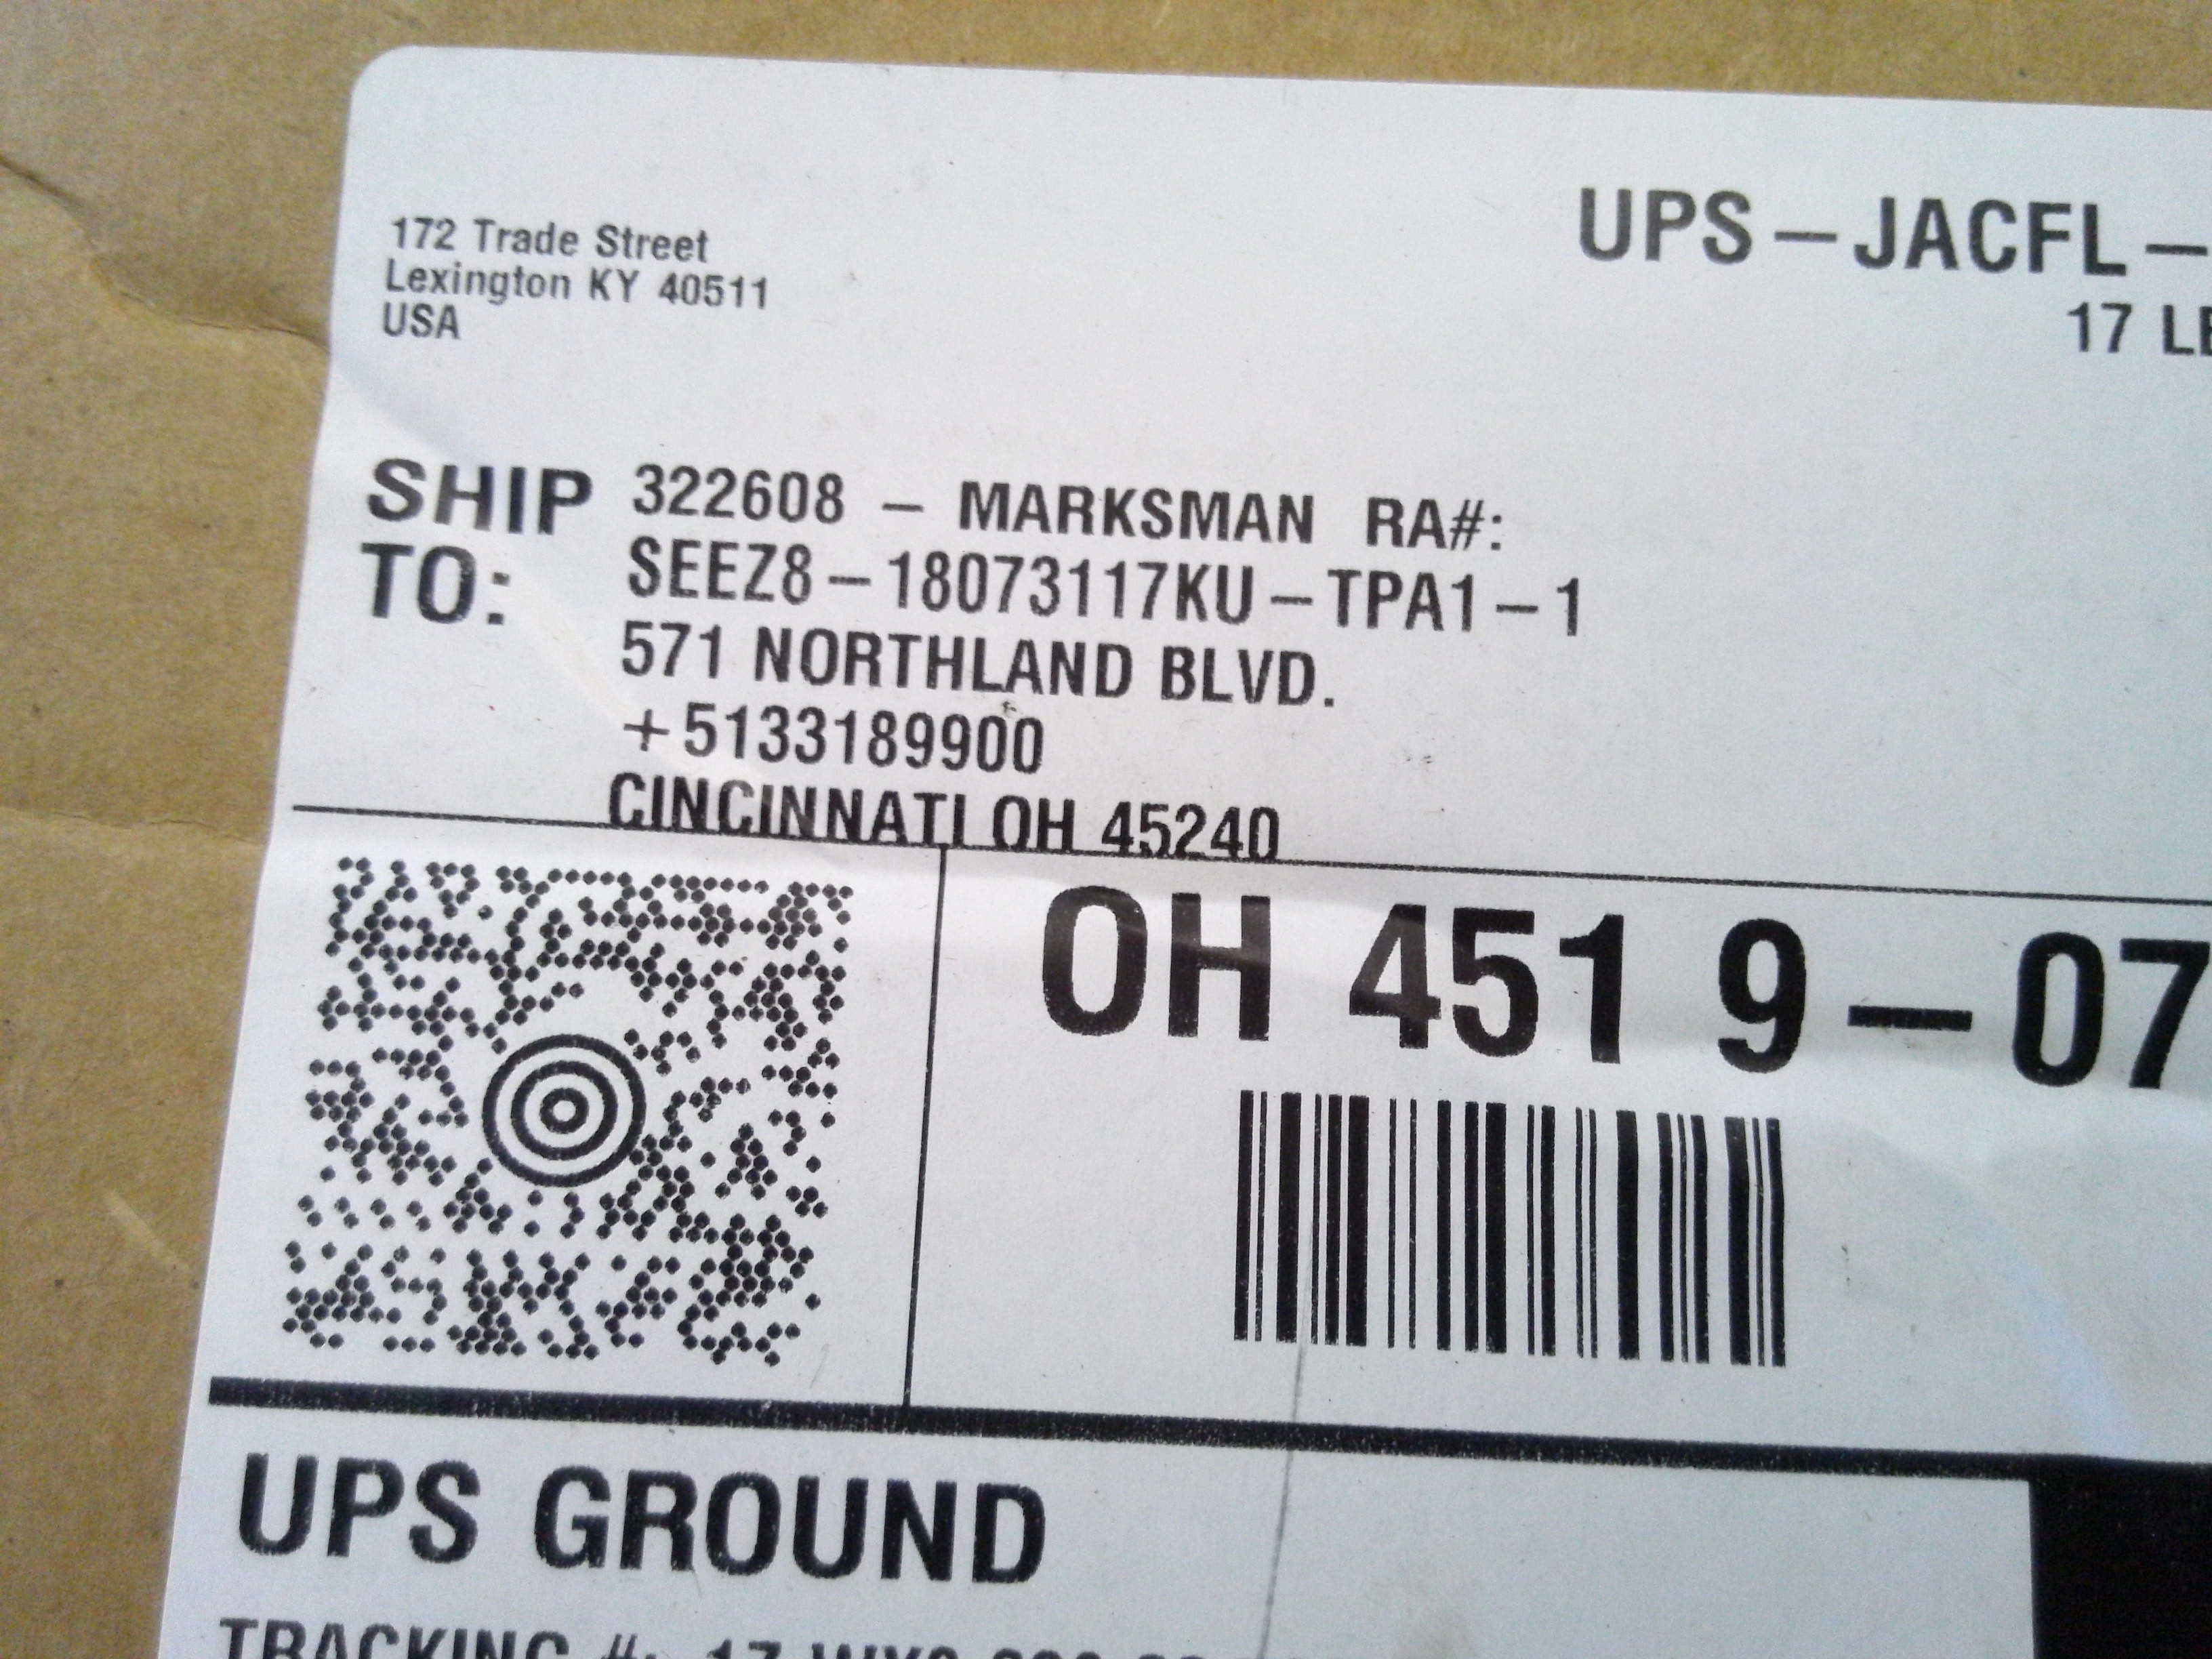 172 Trade Street
Lexington KY 40511
USA
UPS-JACFL-
17
SHIP TO:
322608 - MARKSMAN RA#:
SEEZ8-18073117KU-TPA1-1
571 NORTHLAND BLVD.
+5133189900
CINCINNATI OH 45240
OH 451 9-07
UPS GROUND
TRACKING #: